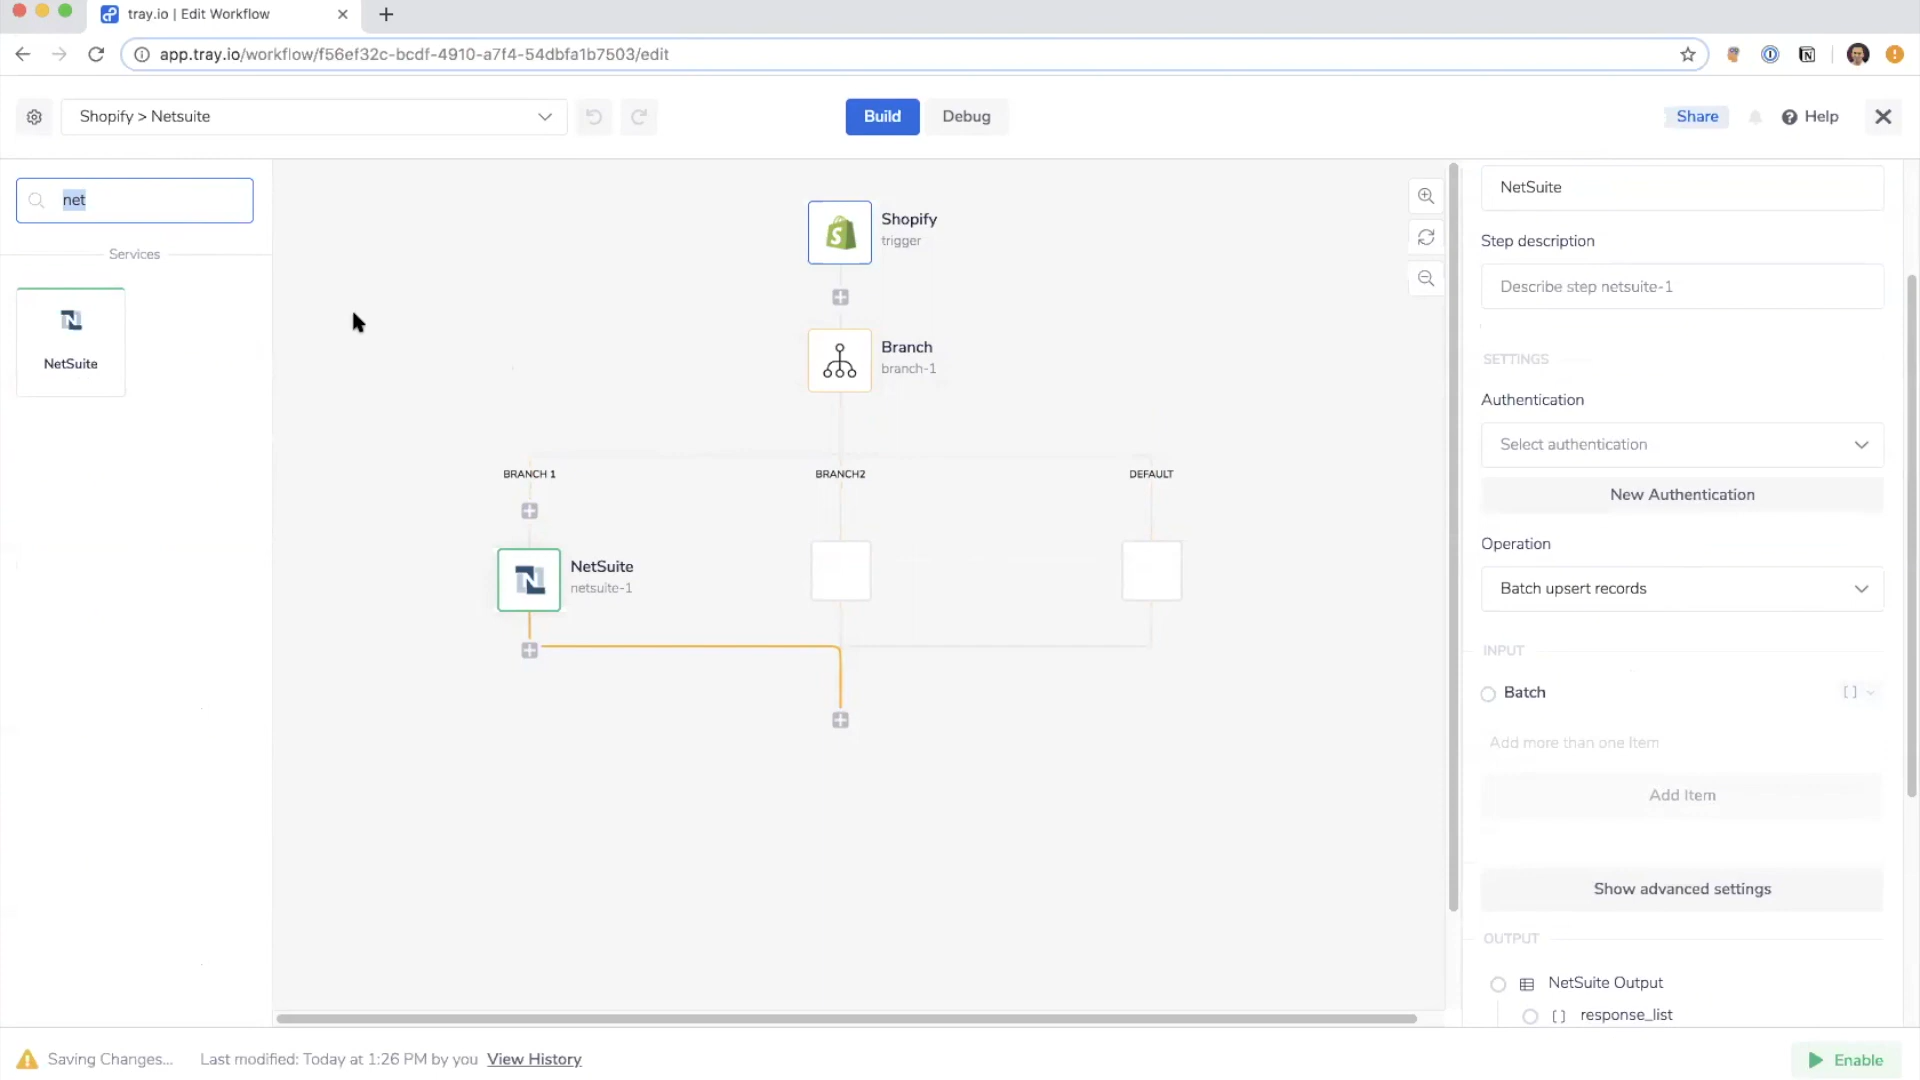 tray.io | Edit Workflow
app.tray.io/workflow/f56ef32c-bcdf-4910-a7f4-54dbfa1b7503/edit
Shopify > Netsuite
Build
Debug
Share
Help
net
Services
NetSuite
Shopify
trigger
Branch
branch-1
BRANCH 1
BRANCH2
DEFAULT
NetSuite
netsuite-1
NetSuite
Step description
Describe step netsuite-1
SETTINGS
Authentication
Select authentication
New Authentication
Operation
Batch upsert records
INPUT
Batch
[ ]
Add more than one Item
Add Item
Show advanced settings
OUTPUT
NetSuite Output
[ ] response_list
Saving Changes...
Last modified: Today at 1:26 PM by you View History
Enable